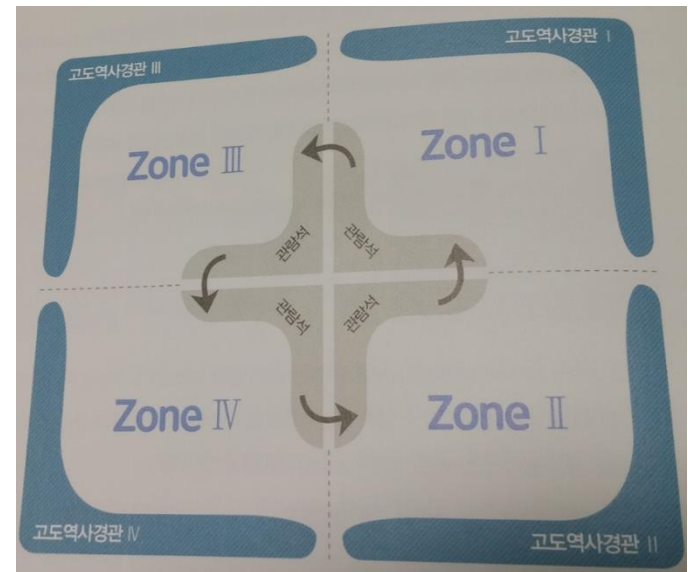 고도역사경관 Ⅲ
고도역사경관 Ⅰ
Zone Ⅲ
Zone Ⅰ
관람석
관람석
관람석
관람석
Zone Ⅳ
Zone Ⅱ
고도역사경관 Ⅳ
고도역사경관 Ⅱ